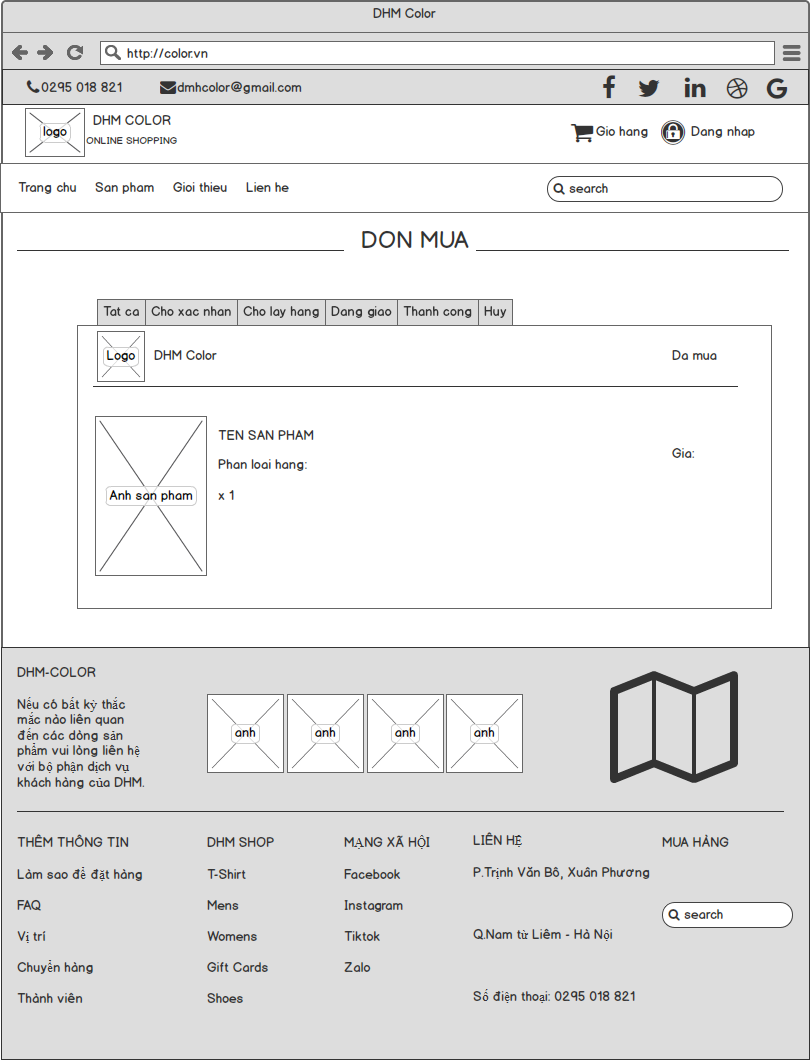 DHM Color
http://color.vn
0295 018 821
dmhcolor@gmail.com
logo
DHM COLOR
ONLINE SHOPPING
Gio hang
Dang nhap
Trang chu
San pham
Gioi thieu
Lien he
search
DON MUA
Tat ca
Cho xac nhan
Cho lay hang
Dang giao
Thanh cong
Huy
Logo
DHM Color
Da mua
Anh san pham
TEN SAN PHAM
Phan loai hang:
x 1
Gia:
DHM-COLOR
Nếu có bất kỳ thắc
mắc nào liên quan
đến các dòng sản
phẩm vui lòng liên hệ
với bộ phận dịch vụ
khách hàng của DHM.
anh
anh
anh
anh
THÊM THÔNG TIN
Làm sao để đặt hàng
FAQ
Vị trí
Chuyển hàng
Thành viên
DHM SHOP
T-Shirt
Mens
Womens
Gift Cards
Shoes
MẠNG XÃ HỘI
Facebook
Instagram
Tiktok
Zalo
LIÊN HỆ
P.Trịnh Văn Bô, Xuân Phương
Q.Nam từ Liêm - Hà Nội
Số điện thoại: 0295 018 821
MUA HÀNG
search